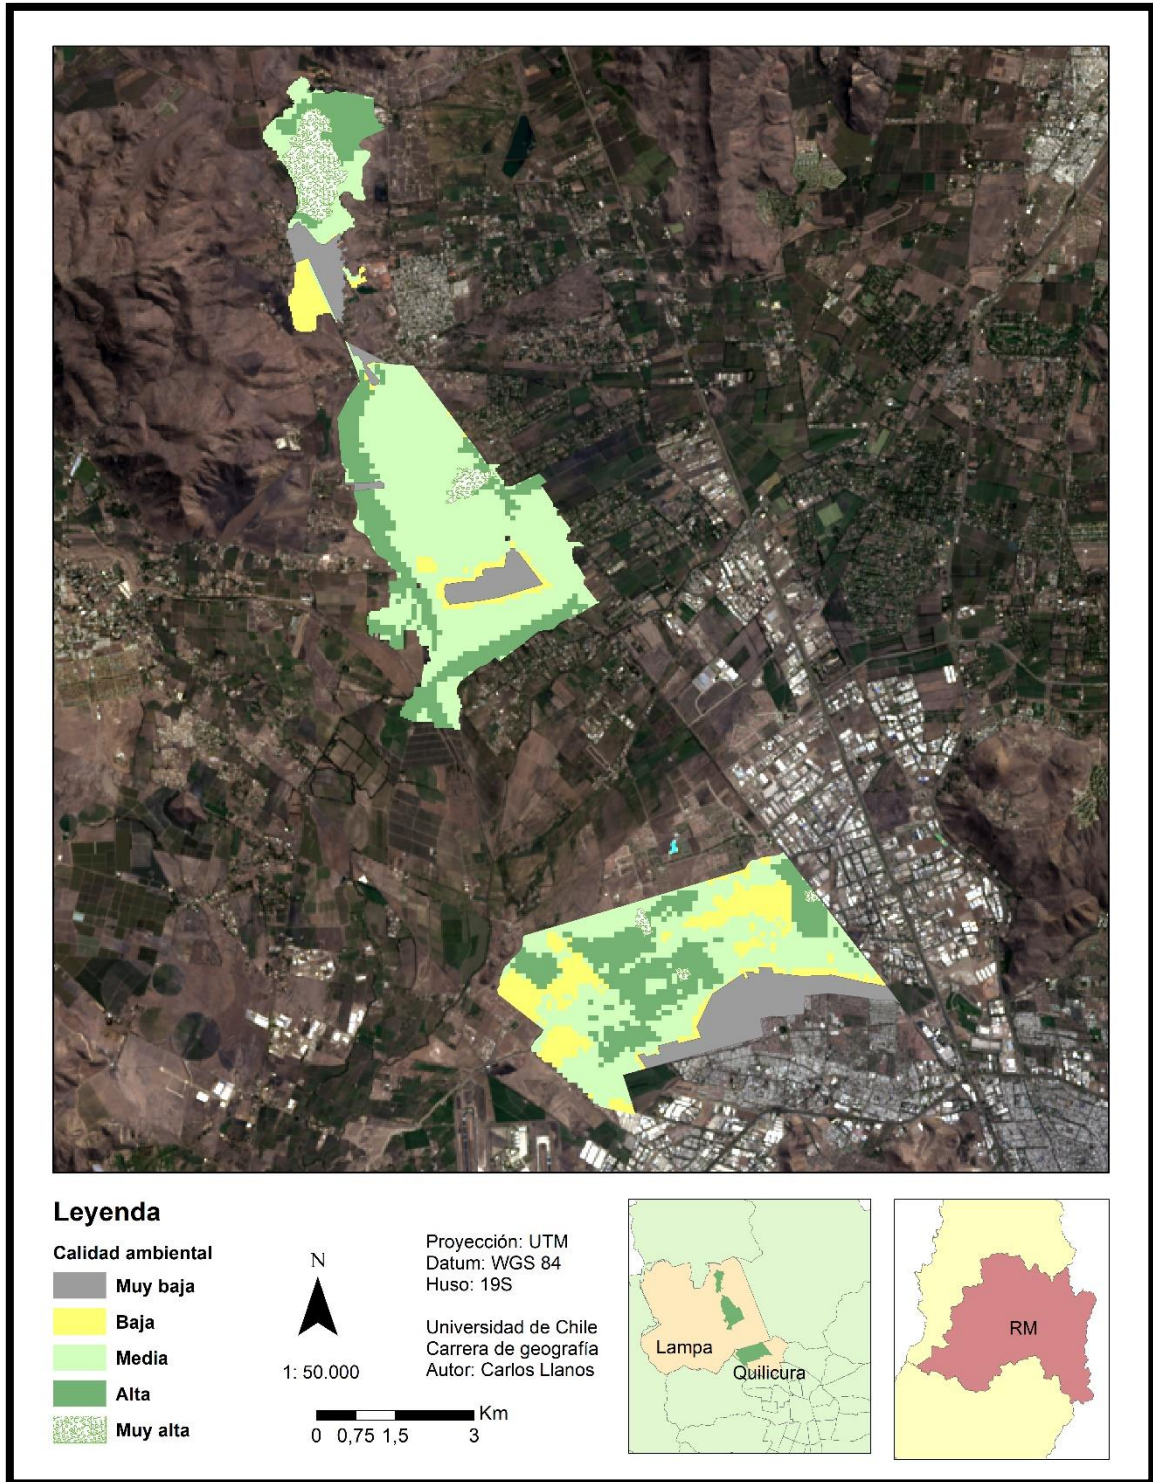 Leyenda
Calidad ambiental
Muy baja
Baja
Media
Alta
Muy alta
N
1: 50.000
Proyección: UTM
Datum: WGS 84
Huso: 19S
Universidad de Chile
Carrera de geografía
Autor: Carlos Llanos
Km
0 0,75 1,5 3
Lampa
Quilicura
RM